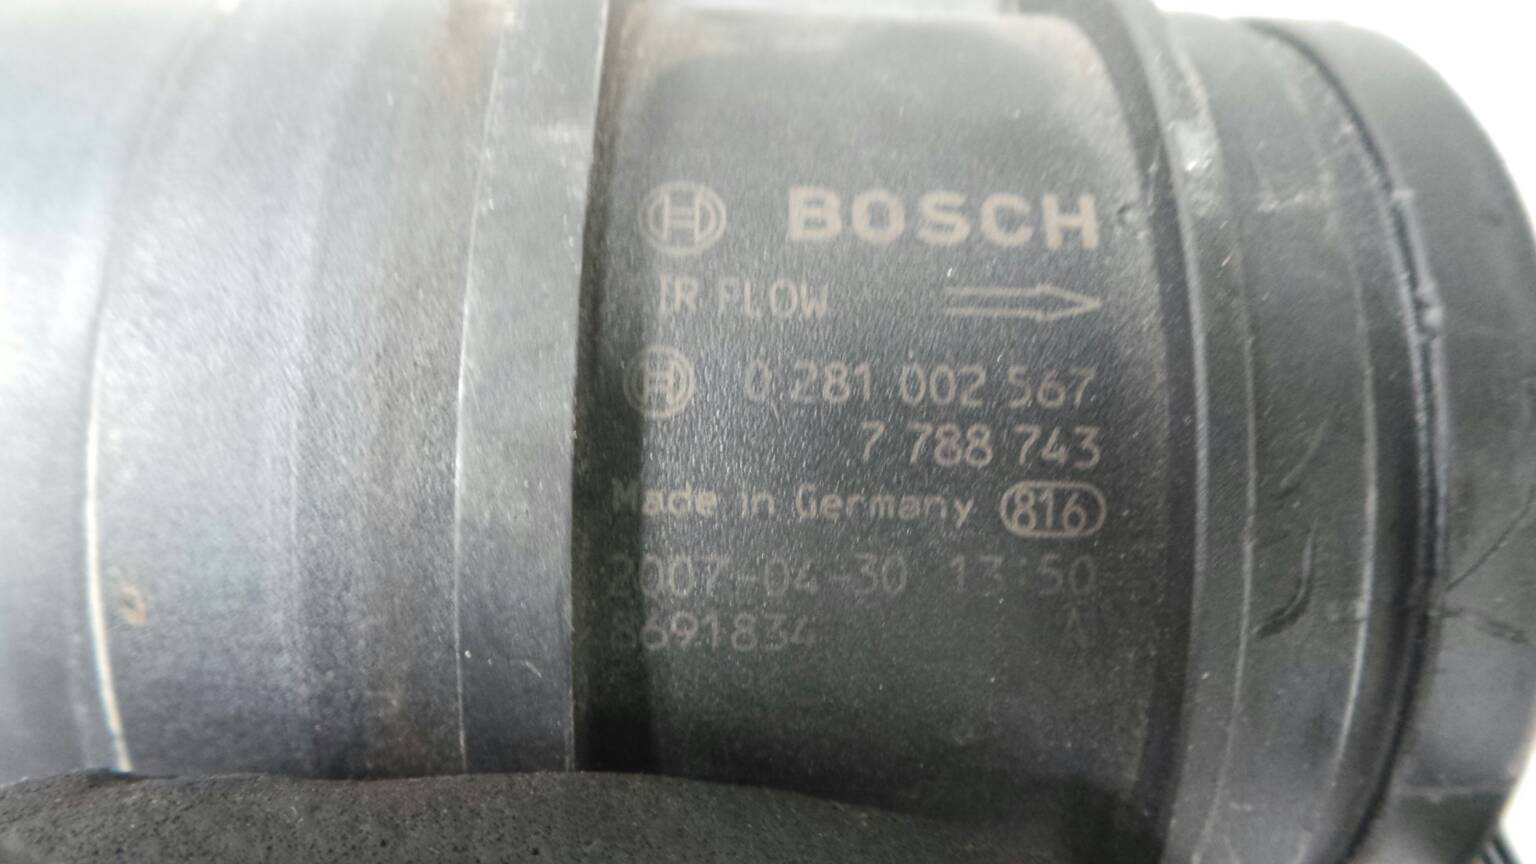 BOSCH
IR FLOW
0 281 002 567
7 788 743
Made in Germany 816
2007-04-30 13:50
8691834 A